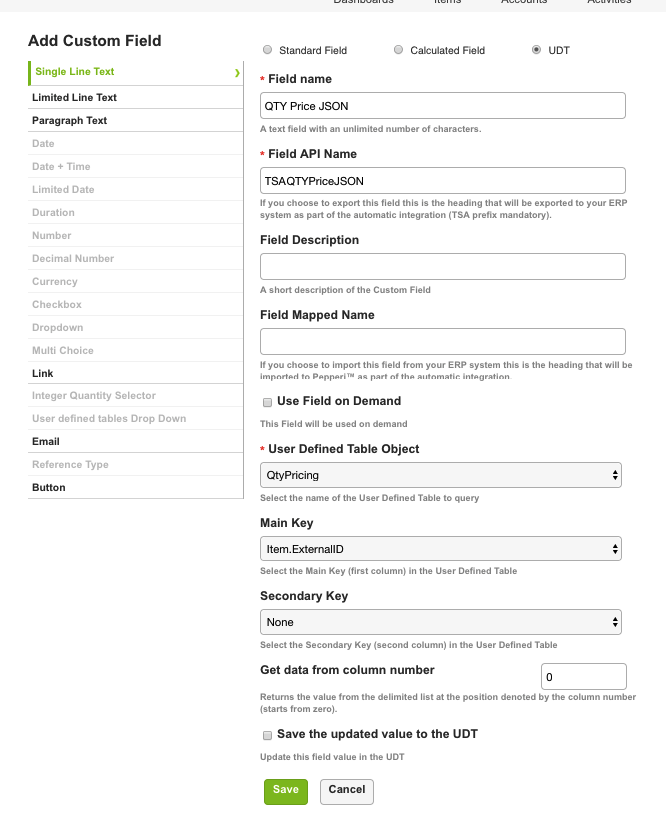 Dashboards Items Accounts Activities
Add Custom Field
Single Line Text
Limited Line Text
Paragraph Text
Date
Date + Time
Limited Date
Duration
Number
Decimal Number
Currency
Checkbox
Dropdown
Multi Choice
Link
Integer Quantity Selector
User defined tables Drop Down
Email
Reference Type
Button
Standard Field Calculated Field UDT
* Field name
QTY Price JSON
A text field with an unlimited number of characters.
* Field API Name
TSAQTYPriceJSON
If you choose to export this field this is the heading that will be exported to your ERP
system as part of the automatic integration (TSA prefix mandatory).
Field Description
A short description of the Custom Field
Field Mapped Name
If you choose to import this field from your ERP system this is the heading that will be
imported to Pepperi™ as part of the automatic integration.
Use Field on Demand
This Field will be used on demand
* User Defined Table Object
QtyPricing
Select the name of the User Defined Table to query
Main Key
Item.ExternalID
Select the Main Key (first column) in the User Defined Table
Secondary Key
None
Select the Secondary Key (second column) in the User Defined Table
Get data from column number
0
Returns the value from the delimited list at the position denoted by the column number
(starts from zero).
Save the updated value to the UDT
Update this field value in the UDT
Save Cancel